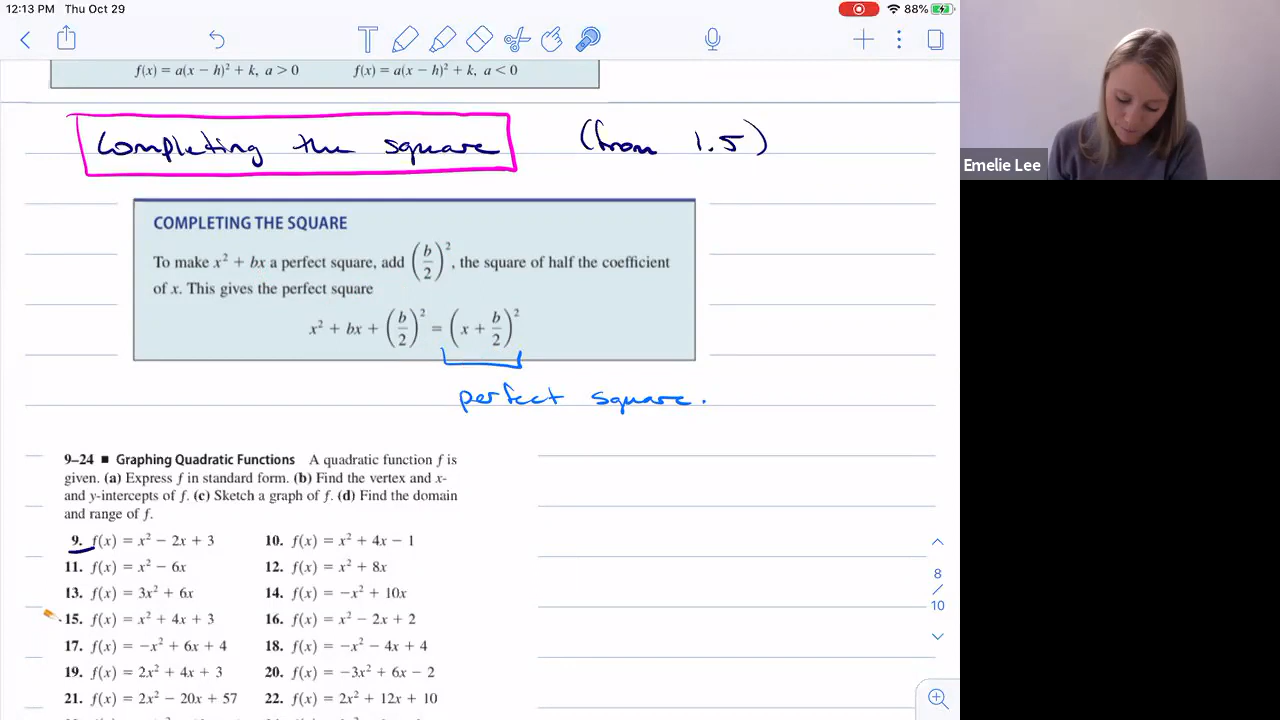 12:13 PM Thu Oct 29
88%
f(x) = a(x − h)² + k, a > 0 f(x) = a(x − h)² + k, a < 0
Completing the square (from 1.5)
COMPLETING THE SQUARE
To make x² + bx a perfect square, add (b/2)², the square of half the coefficient
of x. This gives the perfect square
x² + bx + (b/2)² = (x + b/2)²
perfect square.
9–24 ■ Graphing Quadratic Functions A quadratic function f is
given. (a) Express f in standard form. (b) Find the vertex and x-
and y-intercepts of f. (c) Sketch a graph of f. (d) Find the domain
and range of f.
9. f(x) = x² − 2x + 3 10. f(x) = x² + 4x − 1
11. f(x) = x² − 6x 12. f(x) = x² + 8x
13. f(x) = 3x² + 6x 14. f(x) = −x² + 10x
15. f(x) = x² + 4x + 3 16. f(x) = x² − 2x + 2
17. f(x) = −x² + 6x + 4 18. f(x) = −x² − 4x + 4
19. f(x) = 2x² + 4x + 3 20. f(x) = −3x² + 6x − 2
21. f(x) = 2x² − 20x + 57 22. f(x) = 2x² + 12x + 10
8
/
10
Emelie Lee